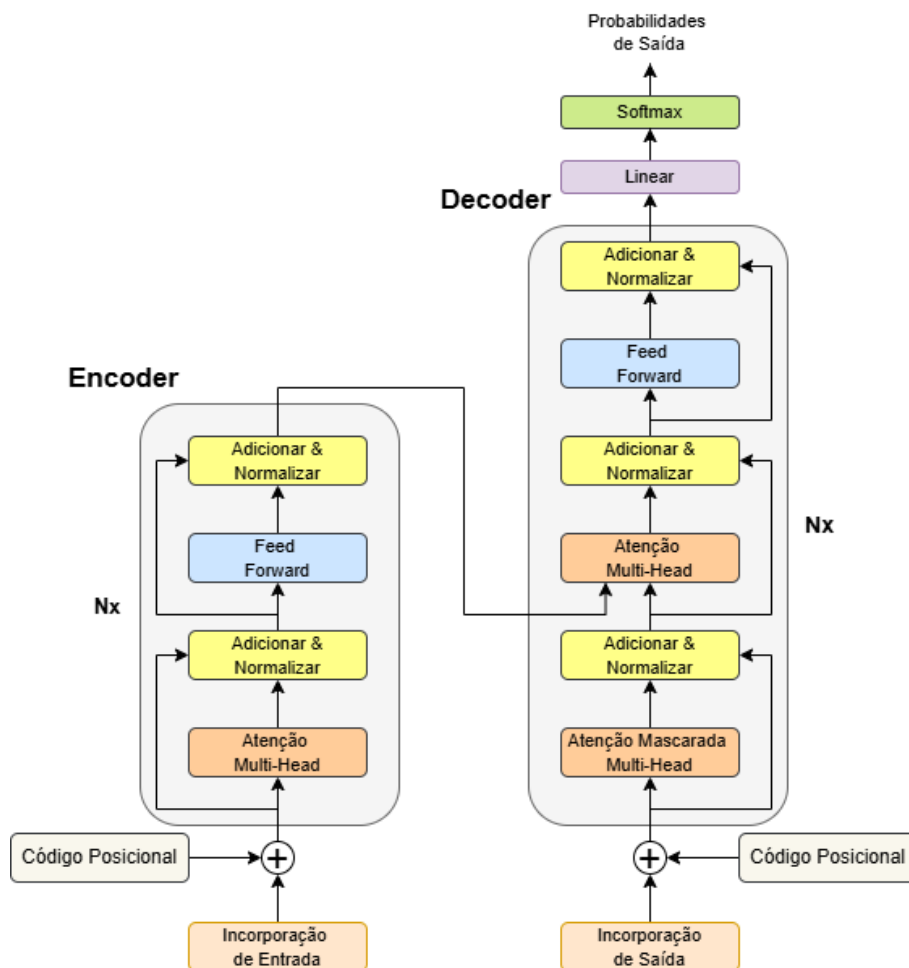 Probabilidades
de Saída
Softmax
Linear
Decoder
Adicionar &
Normalizar
Feed
Forward
Adicionar &
Normalizar
Nx
Atenção
Multi-Head
Adicionar &
Normalizar
Atenção Mascarada
Multi-Head
Código Posicional
Incorporação
de Saída
Encoder
Adicionar &
Normalizar
Feed
Forward
Nx
Adicionar &
Normalizar
Atenção
Multi-Head
Código Posicional
Incorporação
de Entrada